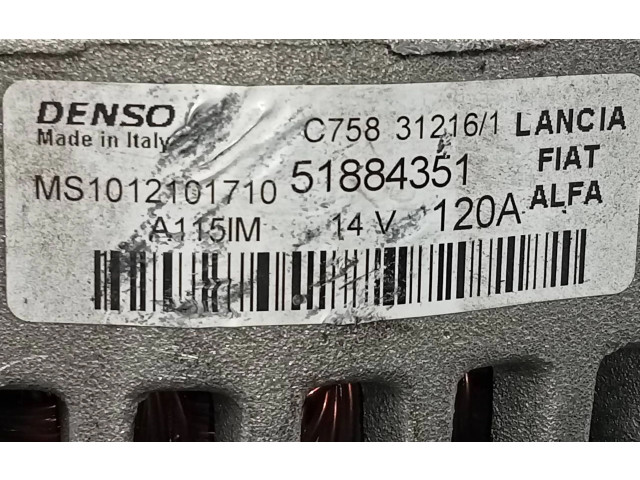 DENSO
Made in Italy
C758 31216/1
LANCIA
FIAT
ALFA
MS1012101710
51884351
A115IM
14 V
120A